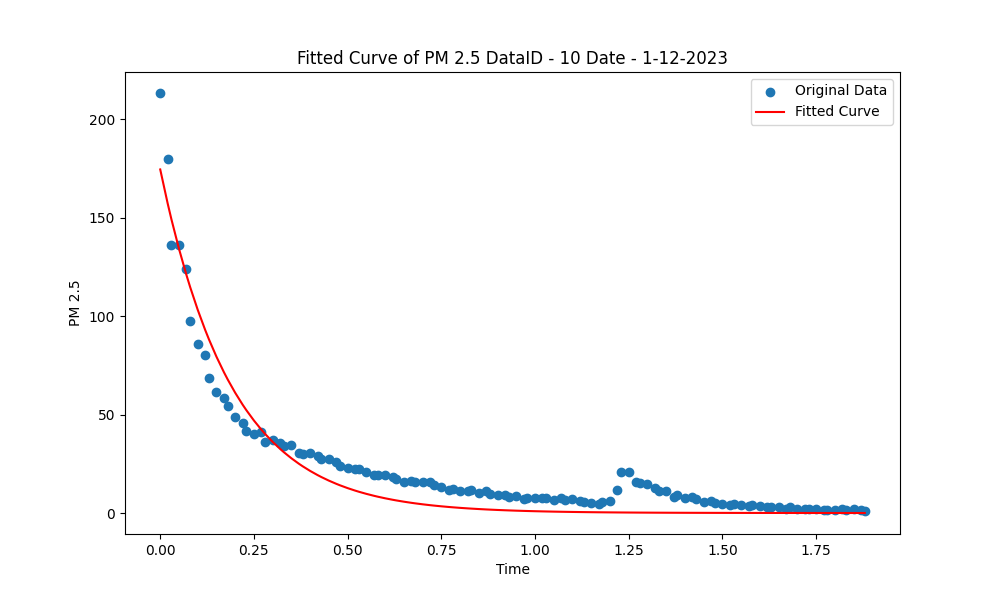 Fitted Curve of PM 2.5 DataID - 10 Date - 1-12-2023
Original Data
Fitted Curve
200
150
100
50
0
PM 2.5
0.00 0.25 0.50 0.75 1.00 1.25 1.50 1.75
Time